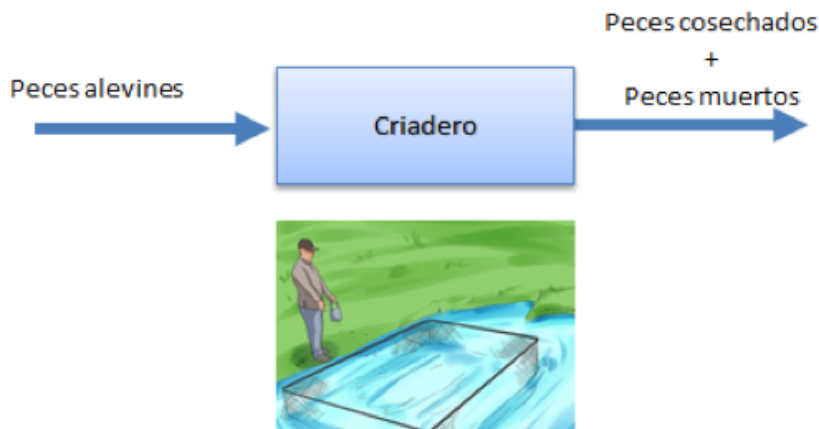 Peces alevines
Criadero
Peces cosechados
+
Peces muertos